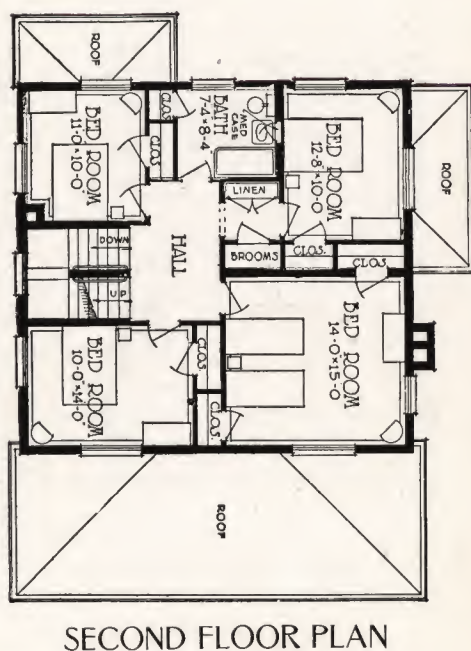 ROOF
BED ROOM
11'-0"×10'-0"
CLOS.
CLOS.
BATH
7'-4"×8'-4"
MED
CASE
BED ROOM
12'-8"×10'-0"
ROOF
LINEN
HALL
DOWN
BROOMS
CLOS.
CLOS.
UP
BED ROOM
10'-0"×14'-0"
CLOS.
CLOS.
BED ROOM
14'-0"×15'-0"
ROOF
SECOND FLOOR PLAN